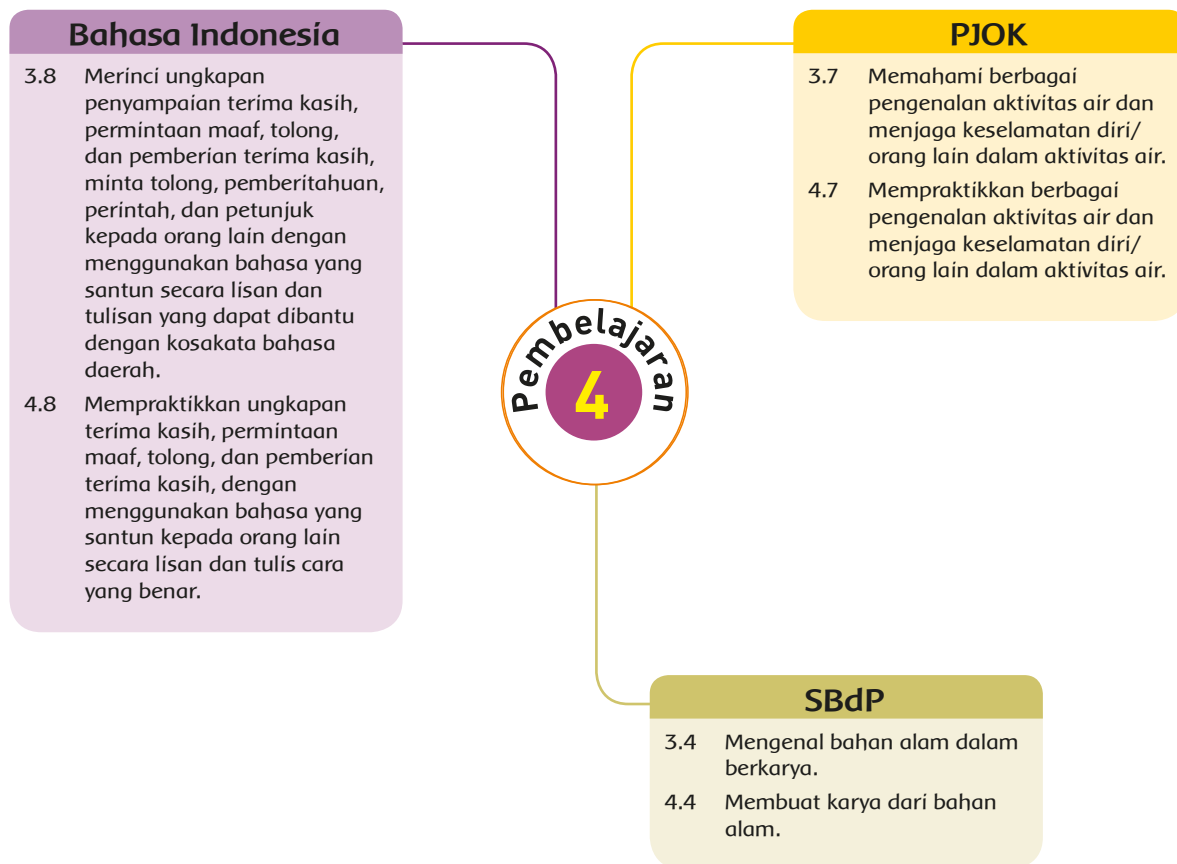 Bahasa Indonesia
3.8 Merinci ungkapan
penyampaian terima kasih,
permintaan maaf, tolong,
dan pemberian terima kasih,
minta tolong, pemberitahuan,
perintah, dan petunjuk
kepada orang lain dengan
menggunakan bahasa yang
santun secara lisan dan
tulisan yang dapat dibantu
dengan kosakata bahasa
daerah.
4.8 Mempraktikkan ungkapan
terima kasih, permintaan
maaf, tolong, dan pemberian
terima kasih, dengan
menggunakan bahasa yang
santun kepada orang lain
secara lisan dan tulis cara
yang benar.
PJOK
3.7 Memahami berbagai
pengenalan aktivitas air dan
menjaga keselamatan diri/
orang lain dalam aktivitas air.
4.7 Mempraktikkan berbagai
pengenalan aktivitas air dan
menjaga keselamatan diri/
orang lain dalam aktivitas air.
Pembelajaran
4
SBdP
3.4 Mengenal bahan alam dalam
berkarya.
4.4 Membuat karya dari bahan
alam.